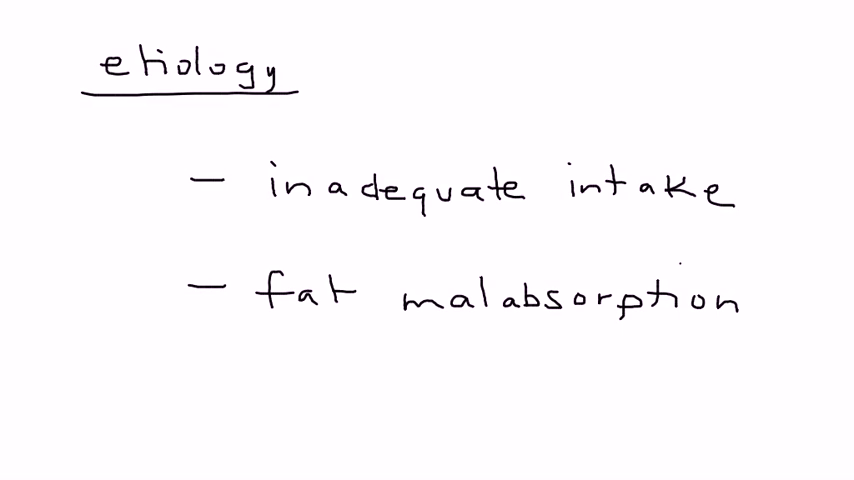 etiology
- inadequate intake
- fat malabsorption